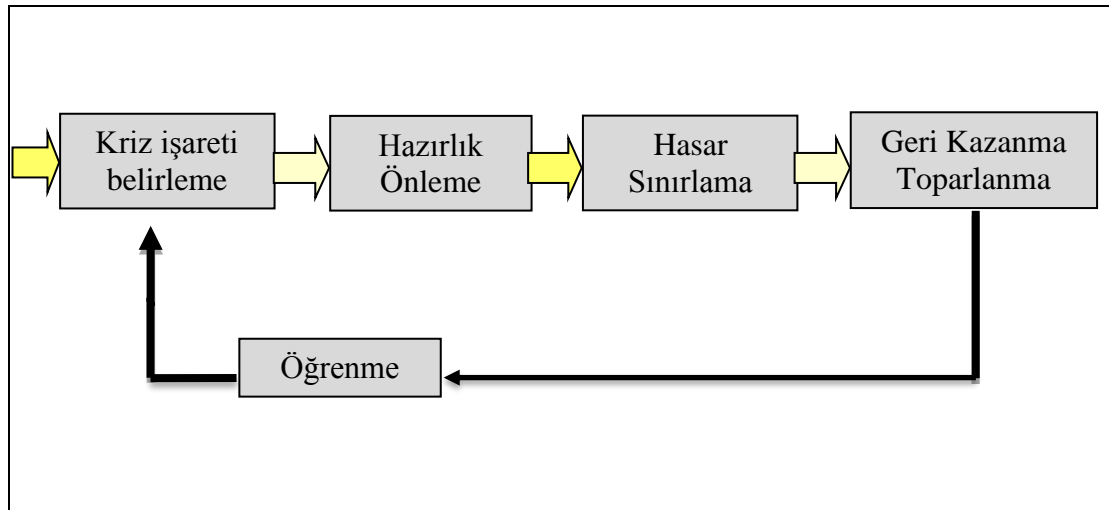 Kriz işareti
belirleme
Hazırlık
Önleme
Hasar
Sınırlama
Geri Kazanma
Toparlanma
Öğrenme